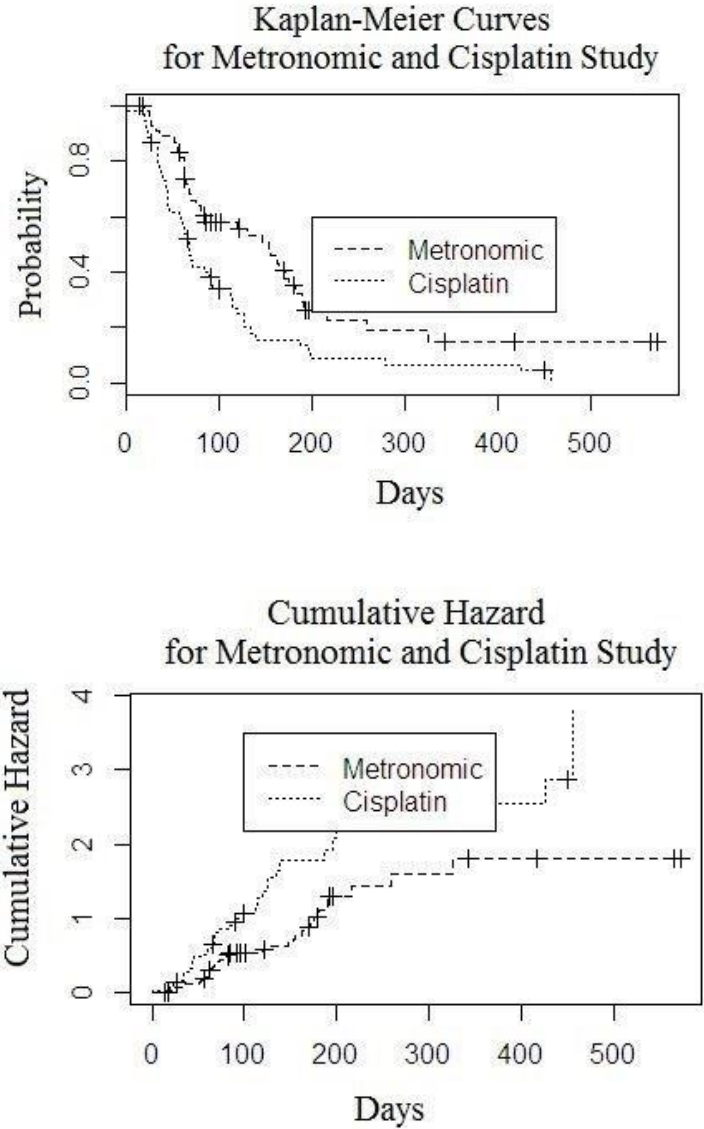 Kaplan-Meier Curves
for Metronomic and Cisplatin Study
Probability
0.8
0.4
0.0
Metronomic
Cisplatin
0 100 200 300 400 500
Days
Cumulative Hazard
for Metronomic and Cisplatin Study
Cumulative Hazard
4
3
2
1
0
Metronomic
Cisplatin
0 100 200 300 400 500
Days